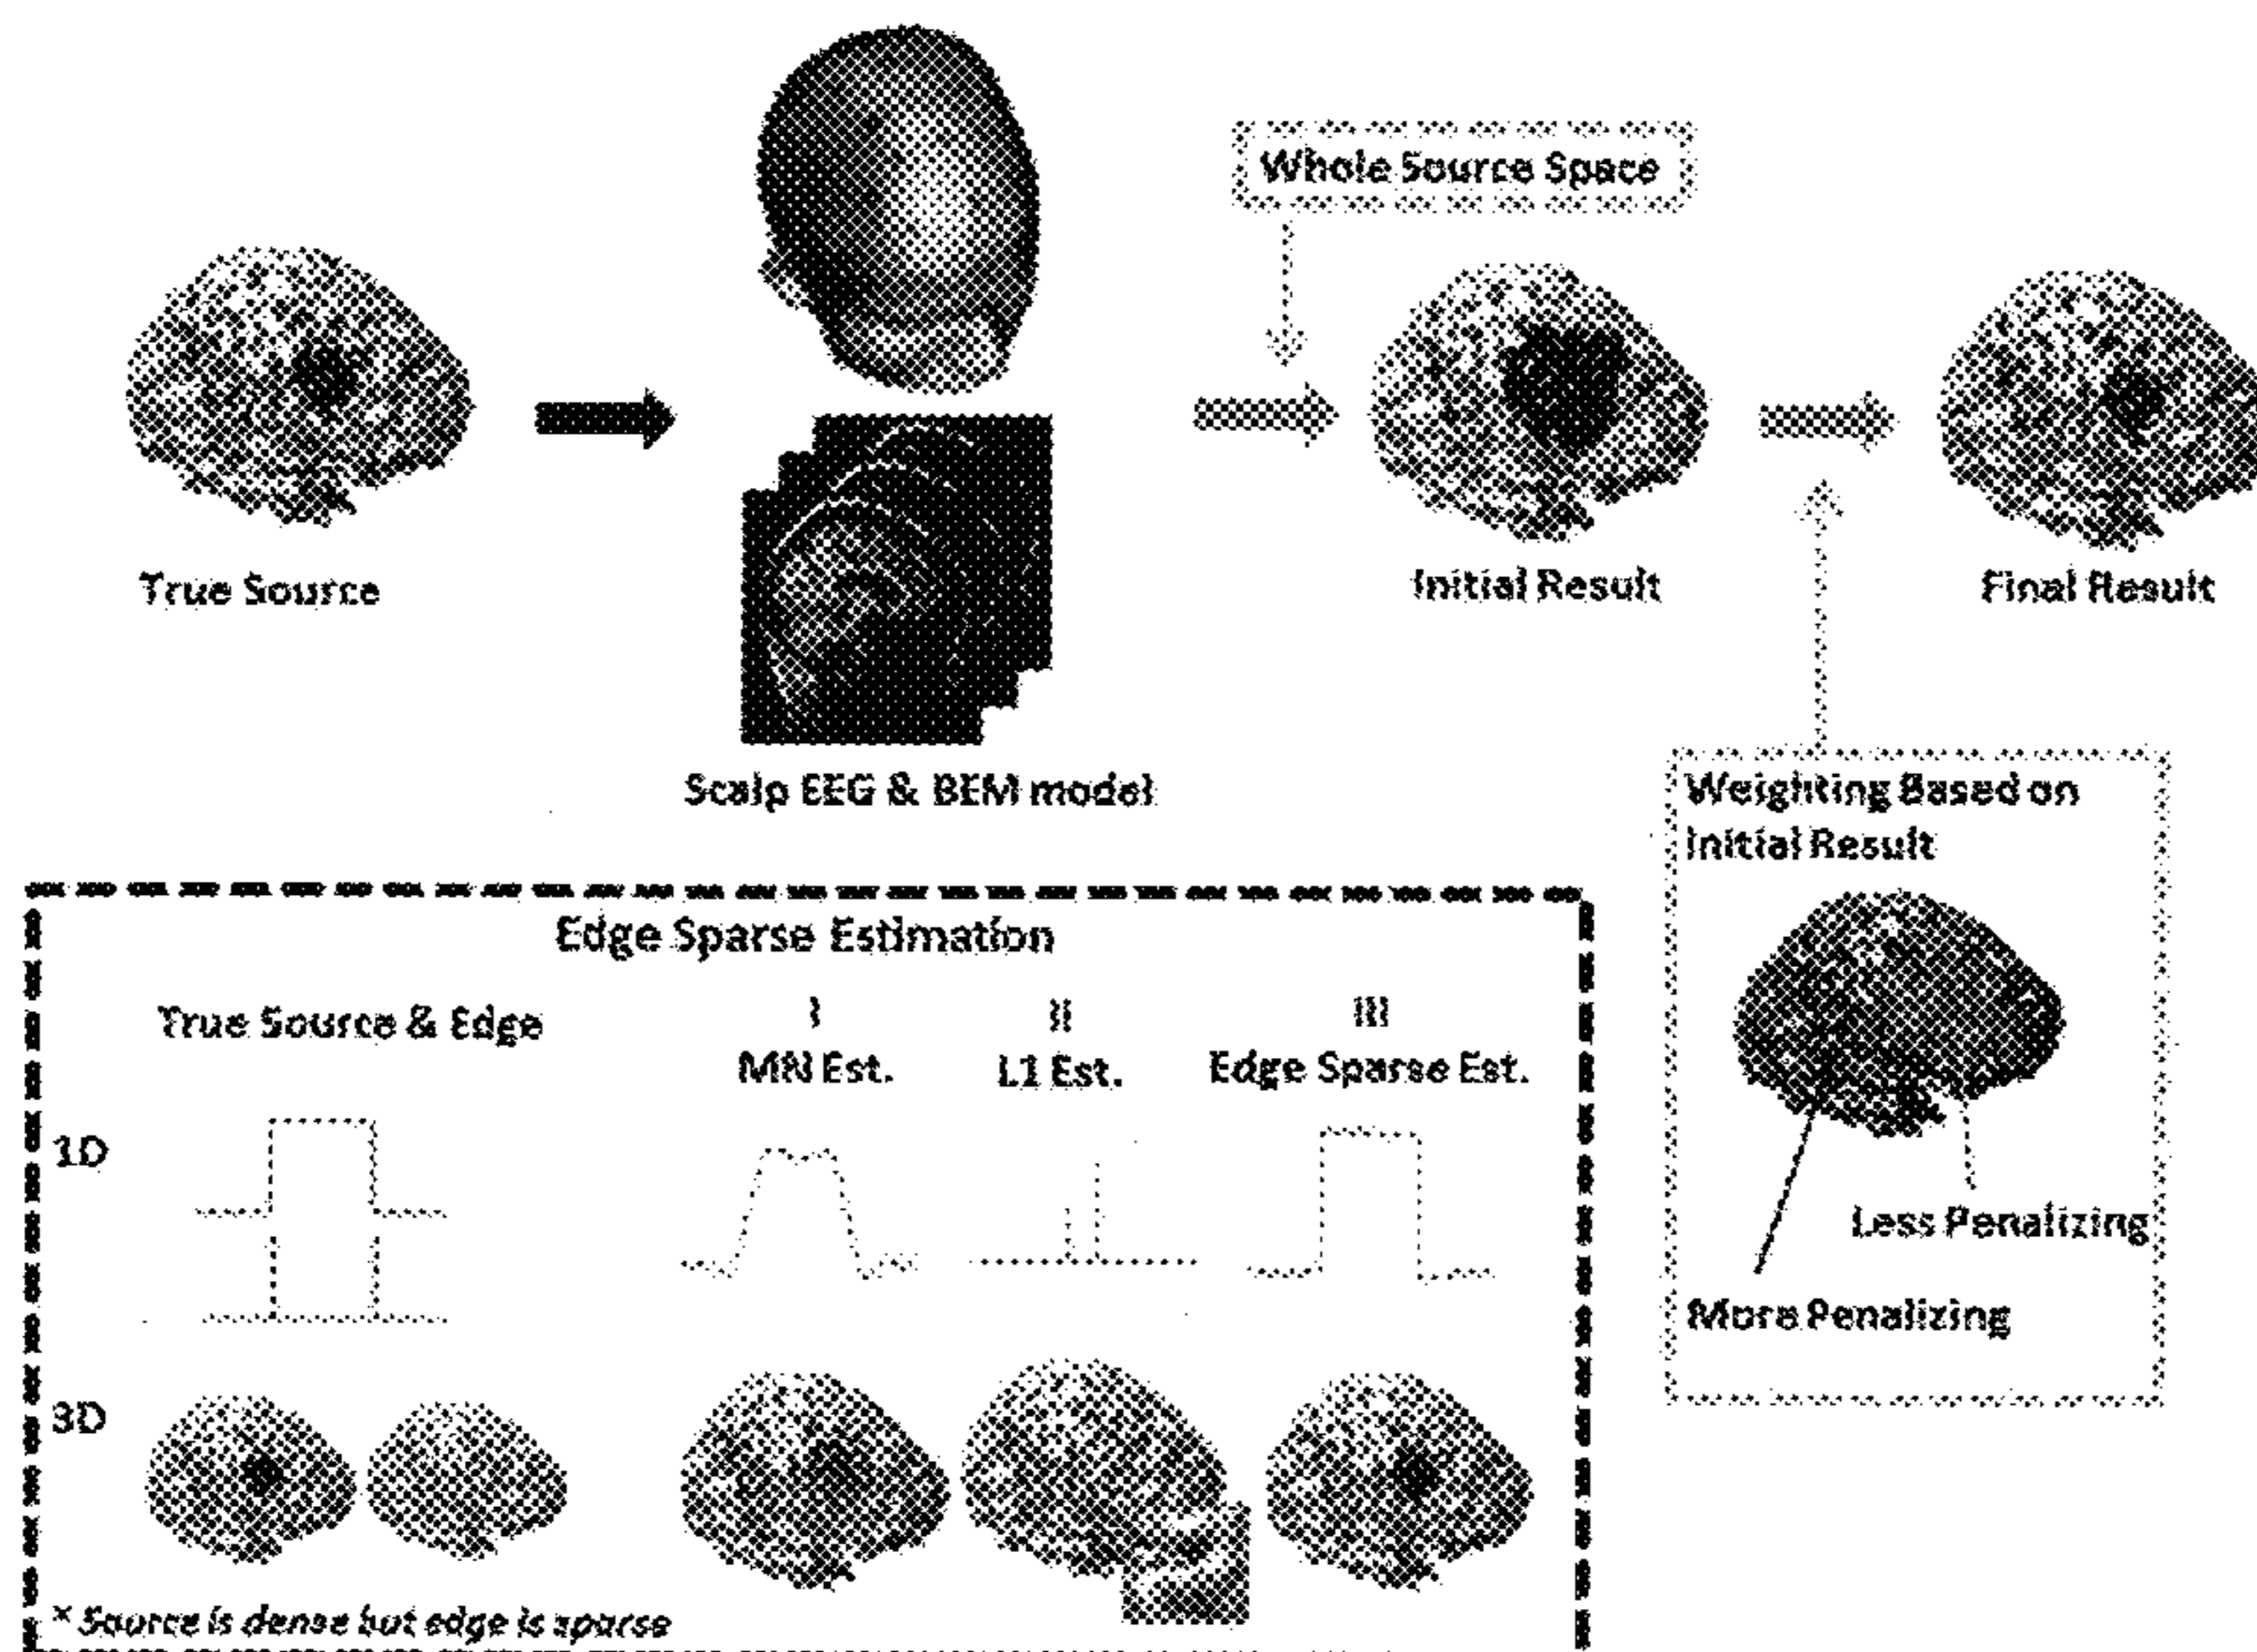 Whole Source Space
True Source
Initial Result
Final Result
Scalp EEG & BEM model
Weighting Based on
Initial Result
Less Penalizing
More Penalizing
Edge Sparse Estimation
True Source & Edge
I
II
III
MN Est.
L1 Est.
Edge Sparse Est.
1D
3D
* Source is dense but edge is sparse